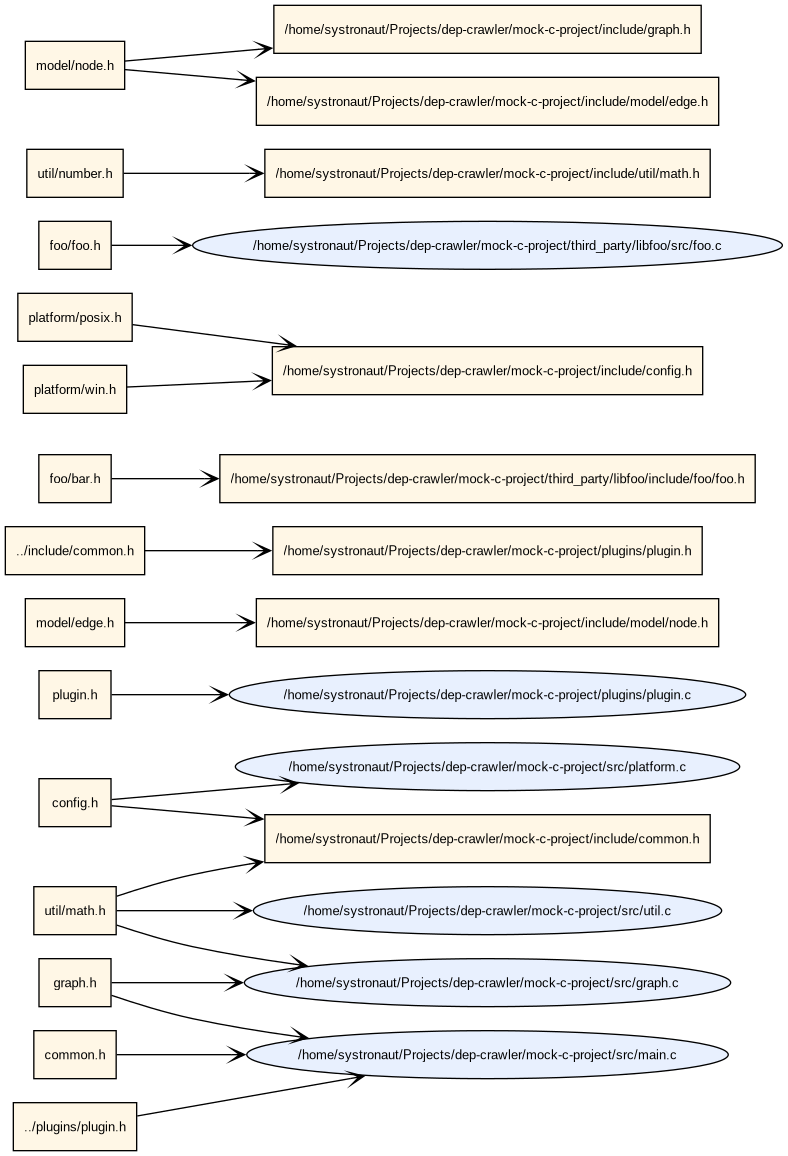 /home/systronaut/Projects/dep-crawler/mock-c-project/include/graph.h
model/node.h
/home/systronaut/Projects/dep-crawler/mock-c-project/include/model/edge.h
util/number.h
/home/systronaut/Projects/dep-crawler/mock-c-project/include/util/math.h
foo/foo.h
/home/systronaut/Projects/dep-crawler/mock-c-project/third_party/libfoo/src/foo.c
platform/posix.h
/home/systronaut/Projects/dep-crawler/mock-c-project/include/config.h
platform/win.h
foo/bar.h
/home/systronaut/Projects/dep-crawler/mock-c-project/third_party/libfoo/include/foo/foo.h
../include/common.h
/home/systronaut/Projects/dep-crawler/mock-c-project/plugins/plugin.h
model/edge.h
/home/systronaut/Projects/dep-crawler/mock-c-project/include/model/node.h
plugin.h
/home/systronaut/Projects/dep-crawler/mock-c-project/plugins/plugin.c
/home/systronaut/Projects/dep-crawler/mock-c-project/src/platform.c
config.h
/home/systronaut/Projects/dep-crawler/mock-c-project/include/common.h
util/math.h
/home/systronaut/Projects/dep-crawler/mock-c-project/src/util.c
graph.h
/home/systronaut/Projects/dep-crawler/mock-c-project/src/graph.c
common.h
/home/systronaut/Projects/dep-crawler/mock-c-project/src/main.c
../plugins/plugin.h